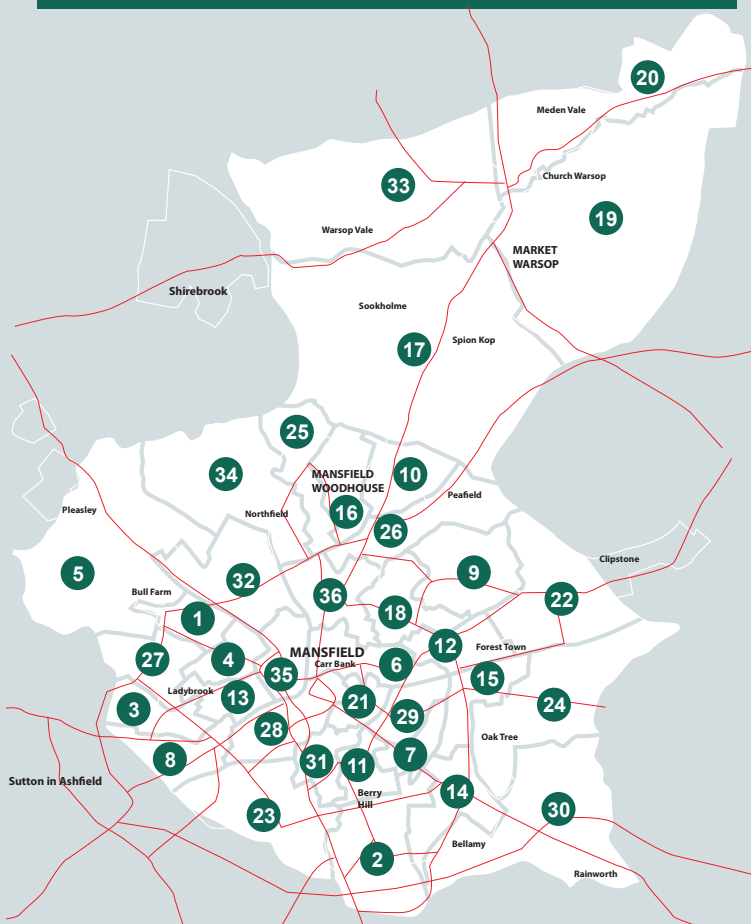 20
Meden Vale
Church Warsop
33
19
Warsop Vale
MARKET
WARSOP
Shirebrook
Sookholme
Spion Kop
17
25
34
MANSFIELD
WOODHOUSE
10
Peafield
Pleasley
Northfield
16
26
Clipstone
5
9
32
Bull Farm
36
22
1
18
12
Forest Town
27
4
MANSFIELD
Carr Bank
6
35
15
Ladybrook
13
3
21
24
29
28
Oak Tree
8
31
11
7
Sutton in Ashfield
Berry
Hill
14
23
30
Bellamy
2
Rainworth